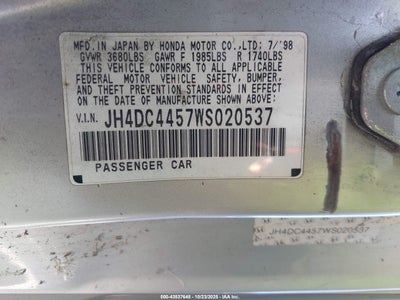 MFD. IN JAPAN BY HONDA MOTOR CO.,LTD; 7/'98
GVWR 3680LBS GAWR F 1985LBS R 1740LBS
THIS VEHICLE CONFORMS TO ALL APPLICABLE
FEDERAL MOTOR VEHICLE SAFETY, BUMPER,
AND THEFT PREVENTION STANDARDS IN EFFECT
ON THE DATE OF MANUFACTURE SHOWN ABOVE.
V.I.N. JH4DC4457WS020537
PASSENGER CAR
JH4DC4457WS020537
ID: 43537645 - 10/23/2025 - IAA Inc.